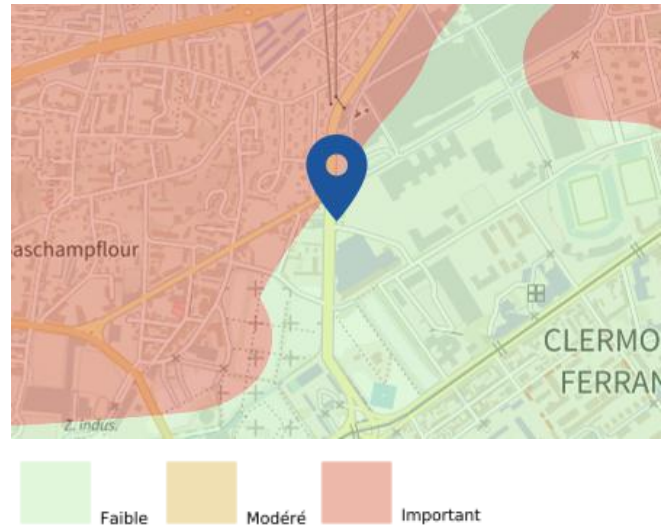 aschampflour
CLERMO
FERRAN
Z. indus.
Faible Modéré Important